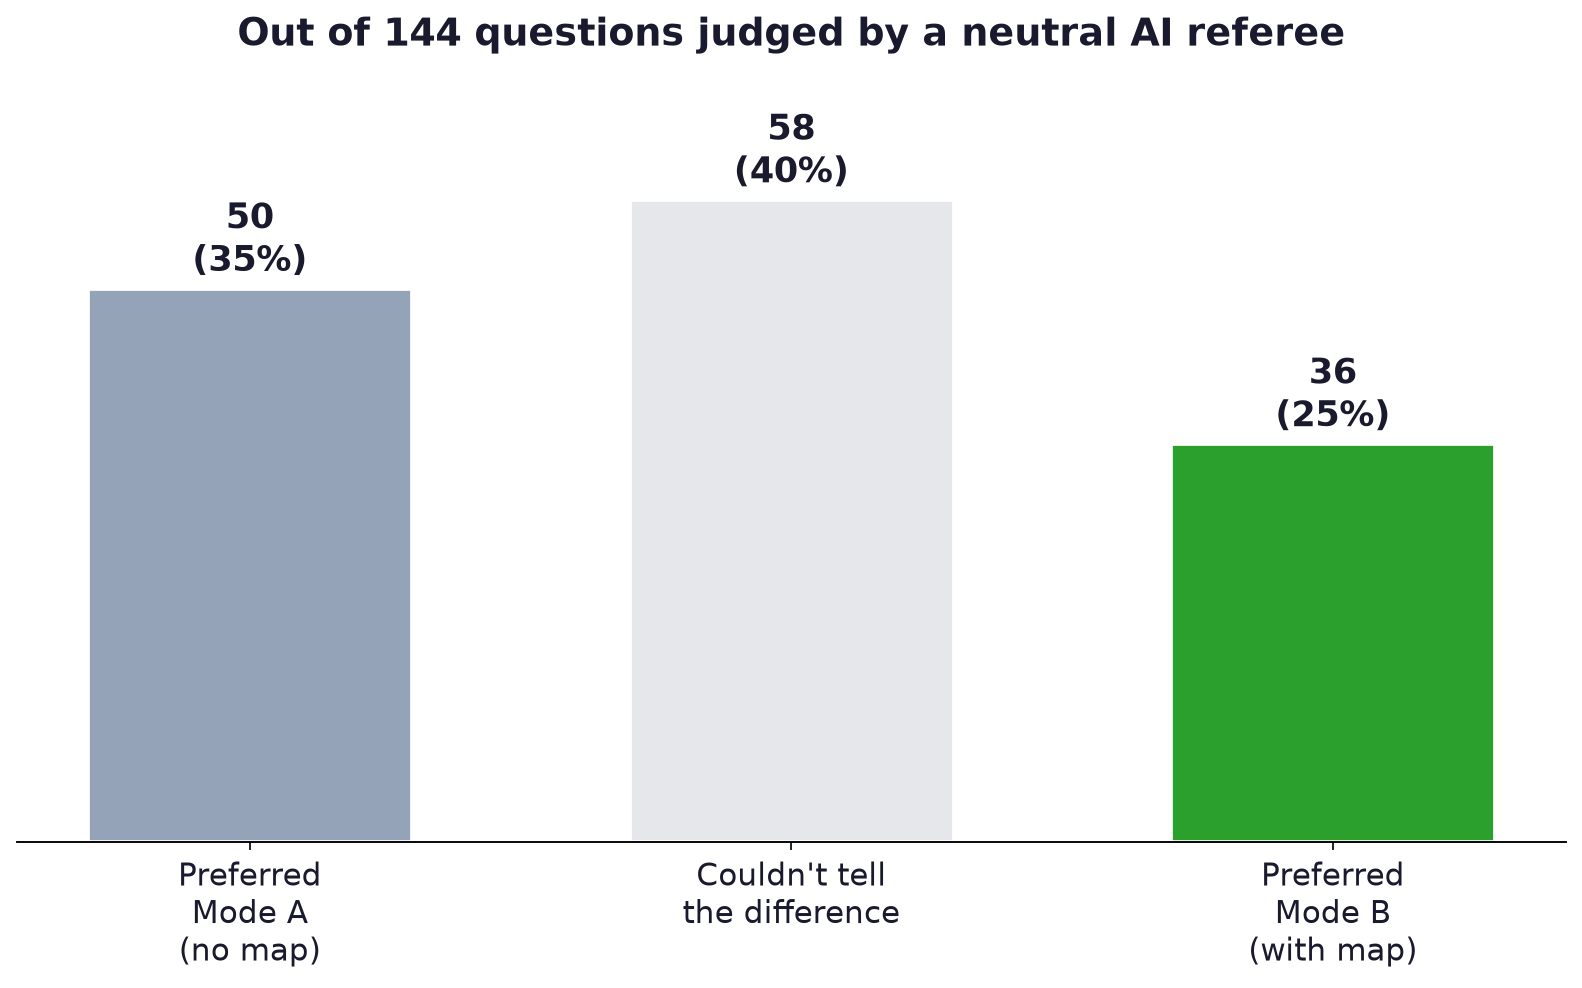 Out of 144 questions judged by a neutral AI referee
50
(35%)
58
(40%)
36
(25%)
Preferred
Mode A
(no map)
Couldn't tell
the difference
Preferred
Mode B
(with map)